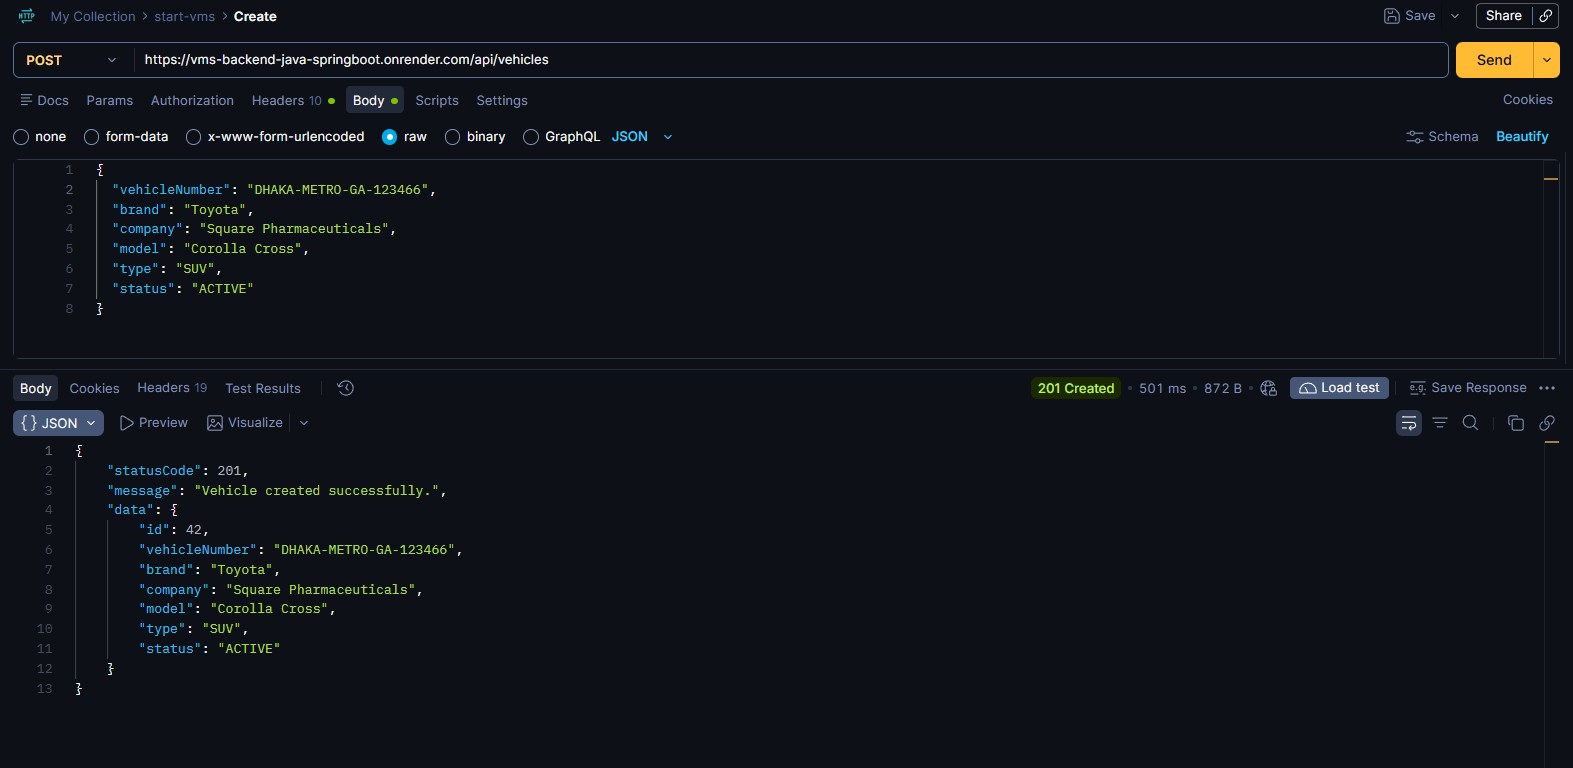 HTTP My Collection > start-vms > Create Save Share
POST https://vms-backend-java-springboot.onrender.com/api/vehicles Send
Docs Params Authorization Headers 10 Body Scripts Settings Cookies
none form-data x-www-form-urlencoded raw binary GraphQL JSON Schema Beautify
1 {
2 "vehicleNumber": "DHAKA-METRO-GA-123466",
3 "brand": "Toyota",
4 "company": "Square Pharmaceuticals",
5 "model": "Corolla Cross",
6 "type": "SUV",
7 "status": "ACTIVE"
8 }
Body Cookies Headers 19 Test Results 201 Created • 501 ms • 872 B Load test e.g. Save Response
{} JSON Preview Visualize
1 {
2 "statusCode": 201,
3 "message": "Vehicle created successfully.",
4 "data": {
5 "id": 42,
6 "vehicleNumber": "DHAKA-METRO-GA-123466",
7 "brand": "Toyota",
8 "company": "Square Pharmaceuticals",
9 "model": "Corolla Cross",
10 "type": "SUV",
11 "status": "ACTIVE"
12 }
13 }